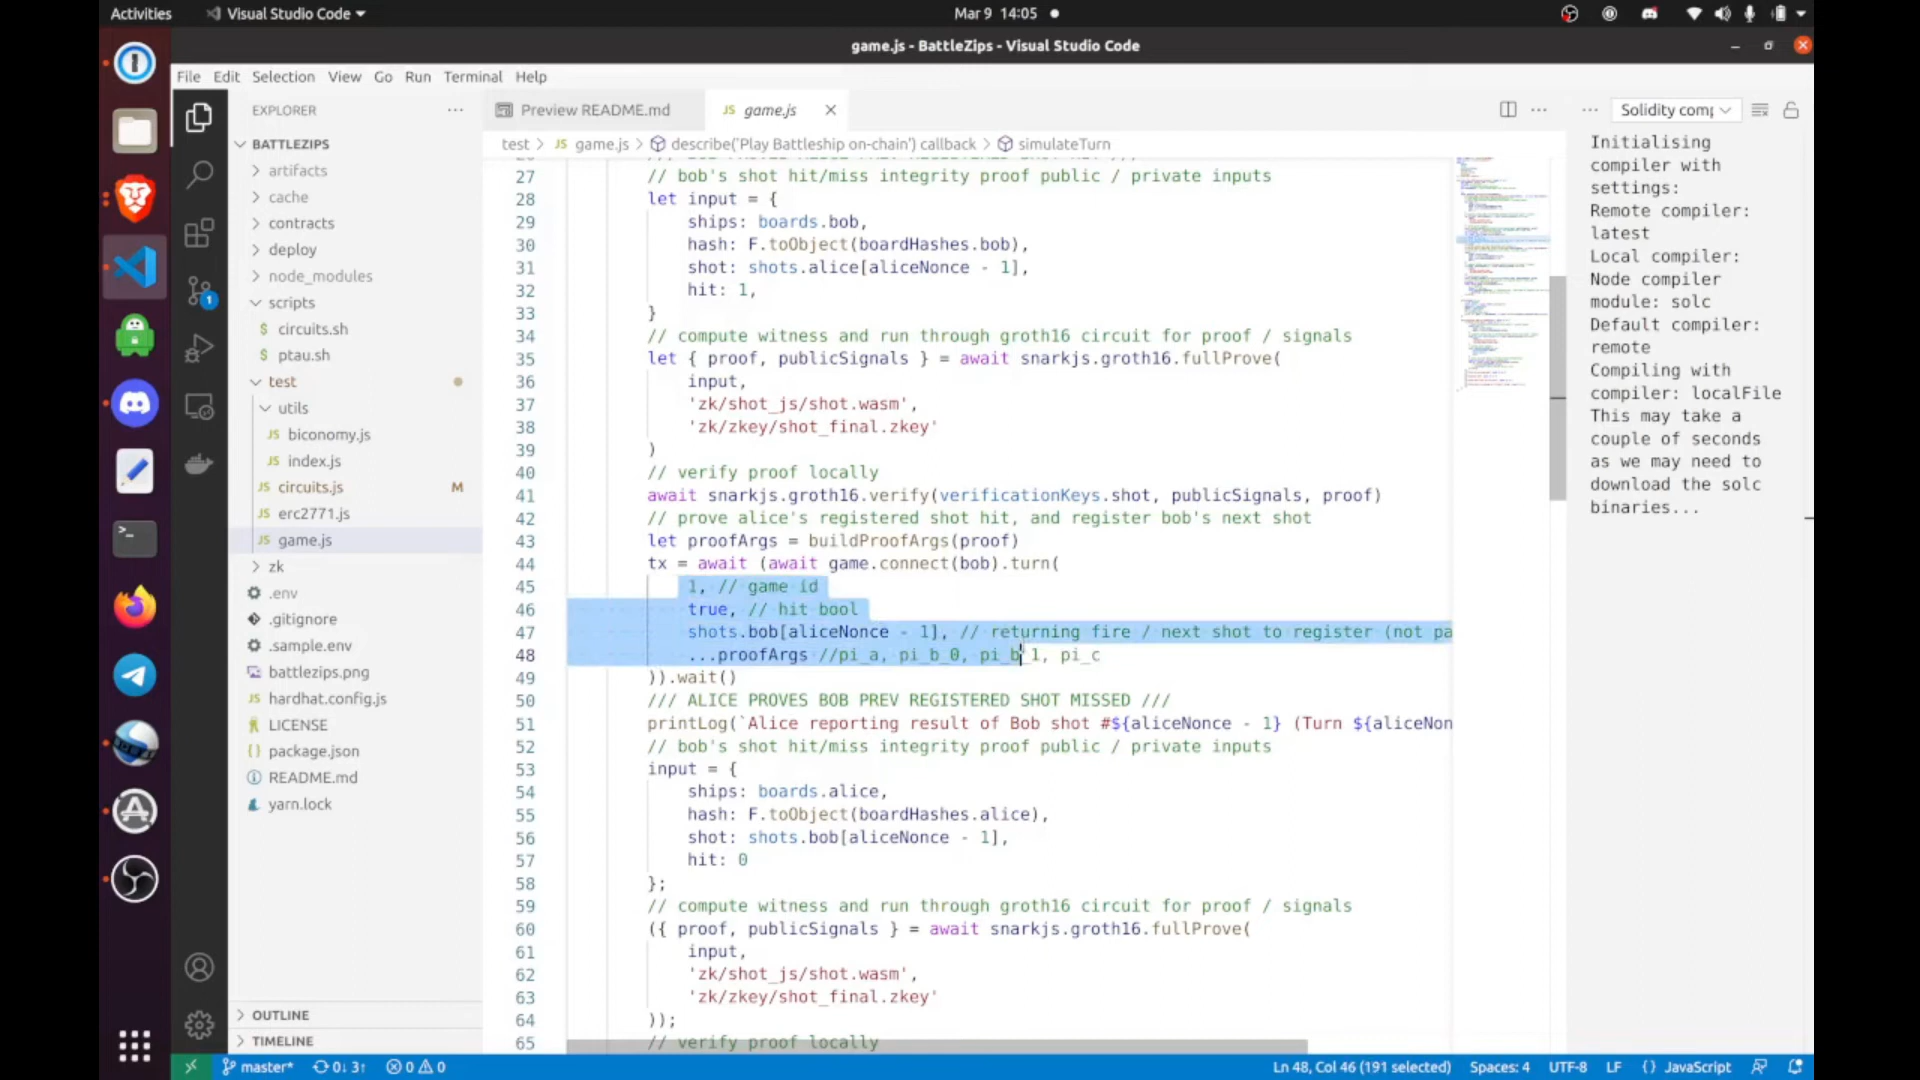 Activities
Visual Studio Code
Mar 9 14:05
game.js - BattleZips - Visual Studio Code
File Edit Selection View Go Run Terminal Help
EXPLORER
BATTLEZIPS
artifacts
cache
contracts
deploy
node_modules
scripts
$ circuits.sh
$ ptau.sh
test
utils
JS biconomy.js
JS index.js
JS circuits.js M
JS erc2771.js
JS game.js
zk
.env
.gitignore
.sample.env
battlezips.png
hardhat.config.js
LICENSE
package.json
README.md
yarn.lock
OUTLINE
TIMELINE
1
Preview README.md
JS game.js
test > JS game.js > describe('Play Battleship on-chain') callback > simulateTurn
27 // bob's shot hit/miss integrity proof public / private inputs
28 let input = {
29 ships: boards.bob,
30 hash: F.toObject(boardHashes.bob),
31 shot: shots.alice[aliceNonce - 1],
32 hit: 1,
33 }
34 // compute witness and run through groth16 circuit for proof / signals
35 let { proof, publicSignals } = await snarkjs.groth16.fullProve(
36 input,
37 'zk/shot_js/shot.wasm',
38 'zk/zkey/shot_final.zkey'
39 )
40 // verify proof locally
41 await snarkjs.groth16.verify(verificationKeys.shot, publicSignals, proof)
42 // prove alice's registered shot hit, and register bob's next shot
43 let proofArgs = buildProofArgs(proof)
44 tx = await (await game.connect(bob).turn(
45 1, // game id
46 true, // hit bool
47 shots.bob[aliceNonce - 1], // returning fire / next shot to register (not pa
48 ...proofArgs //pi_a, pi_b_0, pi_b_1, pi_c
49 )).wait()
50 /// ALICE PROVES BOB PREV REGISTERED SHOT MISSED ///
51 printLog(`Alice reporting result of Bob shot #${aliceNonce - 1} (Turn ${aliceNon
52 // bob's shot hit/miss integrity proof public / private inputs
53 input = {
54 ships: boards.alice,
55 hash: F.toObject(boardHashes.alice),
56 shot: shots.bob[aliceNonce - 1],
57 hit: 0
58 };
59 // compute witness and run through groth16 circuit for proof / signals
60 ({ proof, publicSignals } = await snarkjs.groth16.fullProve(
61 input,
62 'zk/shot_js/shot.wasm',
63 'zk/zkey/shot_final.zkey'
64 ));
65 // verify proof locally
Solidity comp
Initialising
compiler with
settings:
Remote compiler:
latest
Local compiler:
Node compiler
module: solc
Default compiler:
remote
Compiling with
compiler: localFile
This may take a
couple of seconds
as we may need to
download the solc
binaries...
master* 0↓ 3↑ 0 0
Ln 48, Col 46 (191 selected) Spaces: 4 UTF-8 LF {} JavaScript